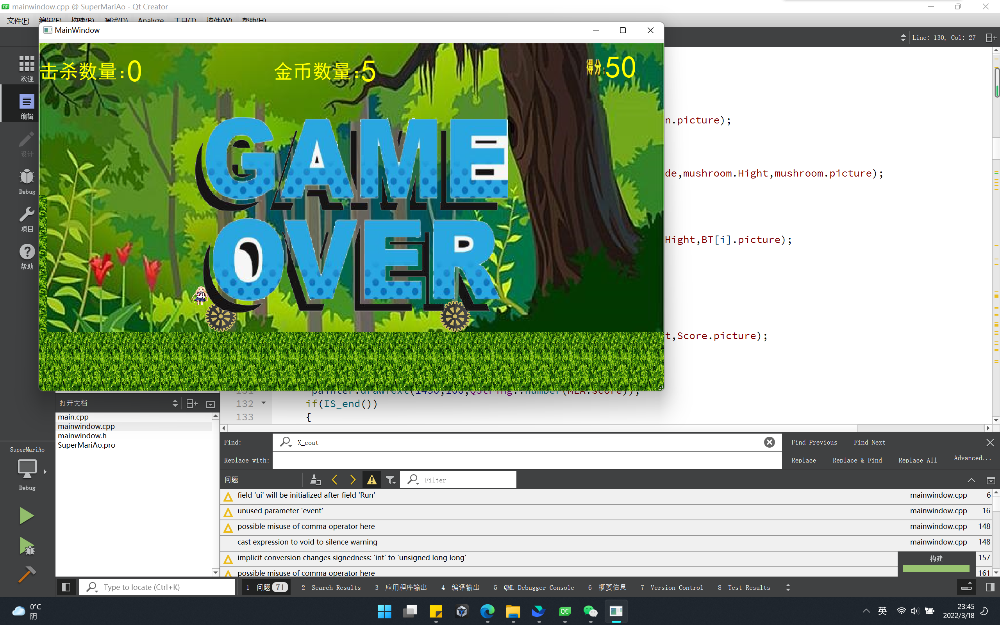 mainwindow.cpp @ SuperMariAo - Qt Creator
文件(F) 编辑(E) 构建(B) 调试(D) Analyze 工具(T) 控件(W) 帮助(H)
MainWindow
Line: 130, Col: 27
击杀数量:0
金币数量:5
得分:50
GAME
OVER
欢迎
编辑
设计
Debug
项目
帮助
n.picture);
de,mushroom.Hight,mushroom.picture);
Hight,BT[i].picture);
t,Score.picture);
131 painter.drawText(1430,100,QString::number(MLA.score));
132 if(IS_end())
133 {
打开文档
main.cpp
mainwindow.cpp
mainwindow.h
SuperMariAo.pro
SuperMariAo
Debug
Find: X_cout Find Previous Find Next
Replace with: Replace Replace & Find Replace All Advanced...
问题 Filter
field 'ui' will be initialized after field 'Run' mainwindow.cpp 6
unused parameter 'event' mainwindow.cpp 16
possible misuse of comma operator here mainwindow.cpp 148
cast expression to void to silence warning mainwindow.cpp 148
implicit conversion changes signedness: 'int' to 'unsigned long long' 157
possible misuse of comma operator here 161
构建
Type to locate (Ctrl+K) 1 问题 71 2 Search Results 3 应用程序输出 4 编译输出 5 QML Debugger Console 6 概要信息 7 Version Control 8 Test Results
0°C
阴
QC
英
23:45
2022/3/18